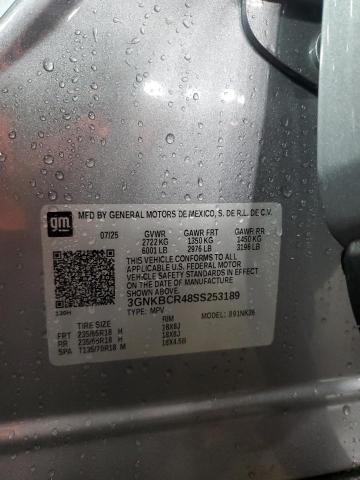 gm
MFD BY GENERAL MOTORS DE MEXICO, S. DE R.L. DE C.V.
07/25 GVWR GAWR FRT GAWR RR
2722 KG 1350 KG 1450 KG
6001 LB 2976 LB 3196 LB
THIS VEHICLE CONFORMS TO ALL
APPLICABLE U.S. FEDERAL MOTOR
VEHICLE SAFETY STANDARDS IN EFFECT
ON THE DATE OF MANUFACTURE SHOWN ABOVE.
3GNKBCR48SS253189
TYPE: MPV MODEL: B91NK26
TIRE SIZE RIM
FRT 235/65R18 H 18X8J
RR 235/65R18 H 18X8J
SPA T135/70R18 M 18X4.5B